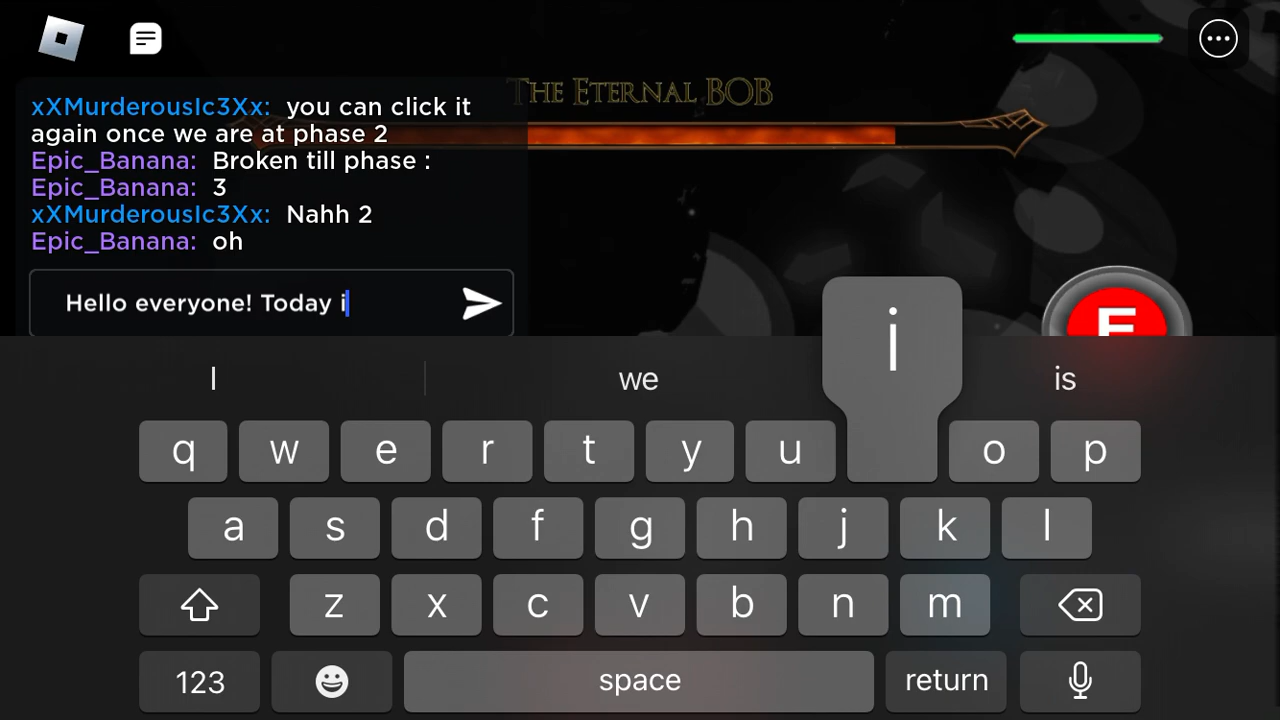 THE ETERNAL BOB
xXMurderousIc3Xx: you can click it
again once we are at phase 2
Epic_Banana: Broken till phase :
Epic_Banana: 3
xXMurderousIc3Xx: Nahh 2
Epic_Banana: oh
Hello everyone! Today i
E
i
I we is
q w e r t y u o p
a s d f g h j k l
z x c v b n m
123 space return